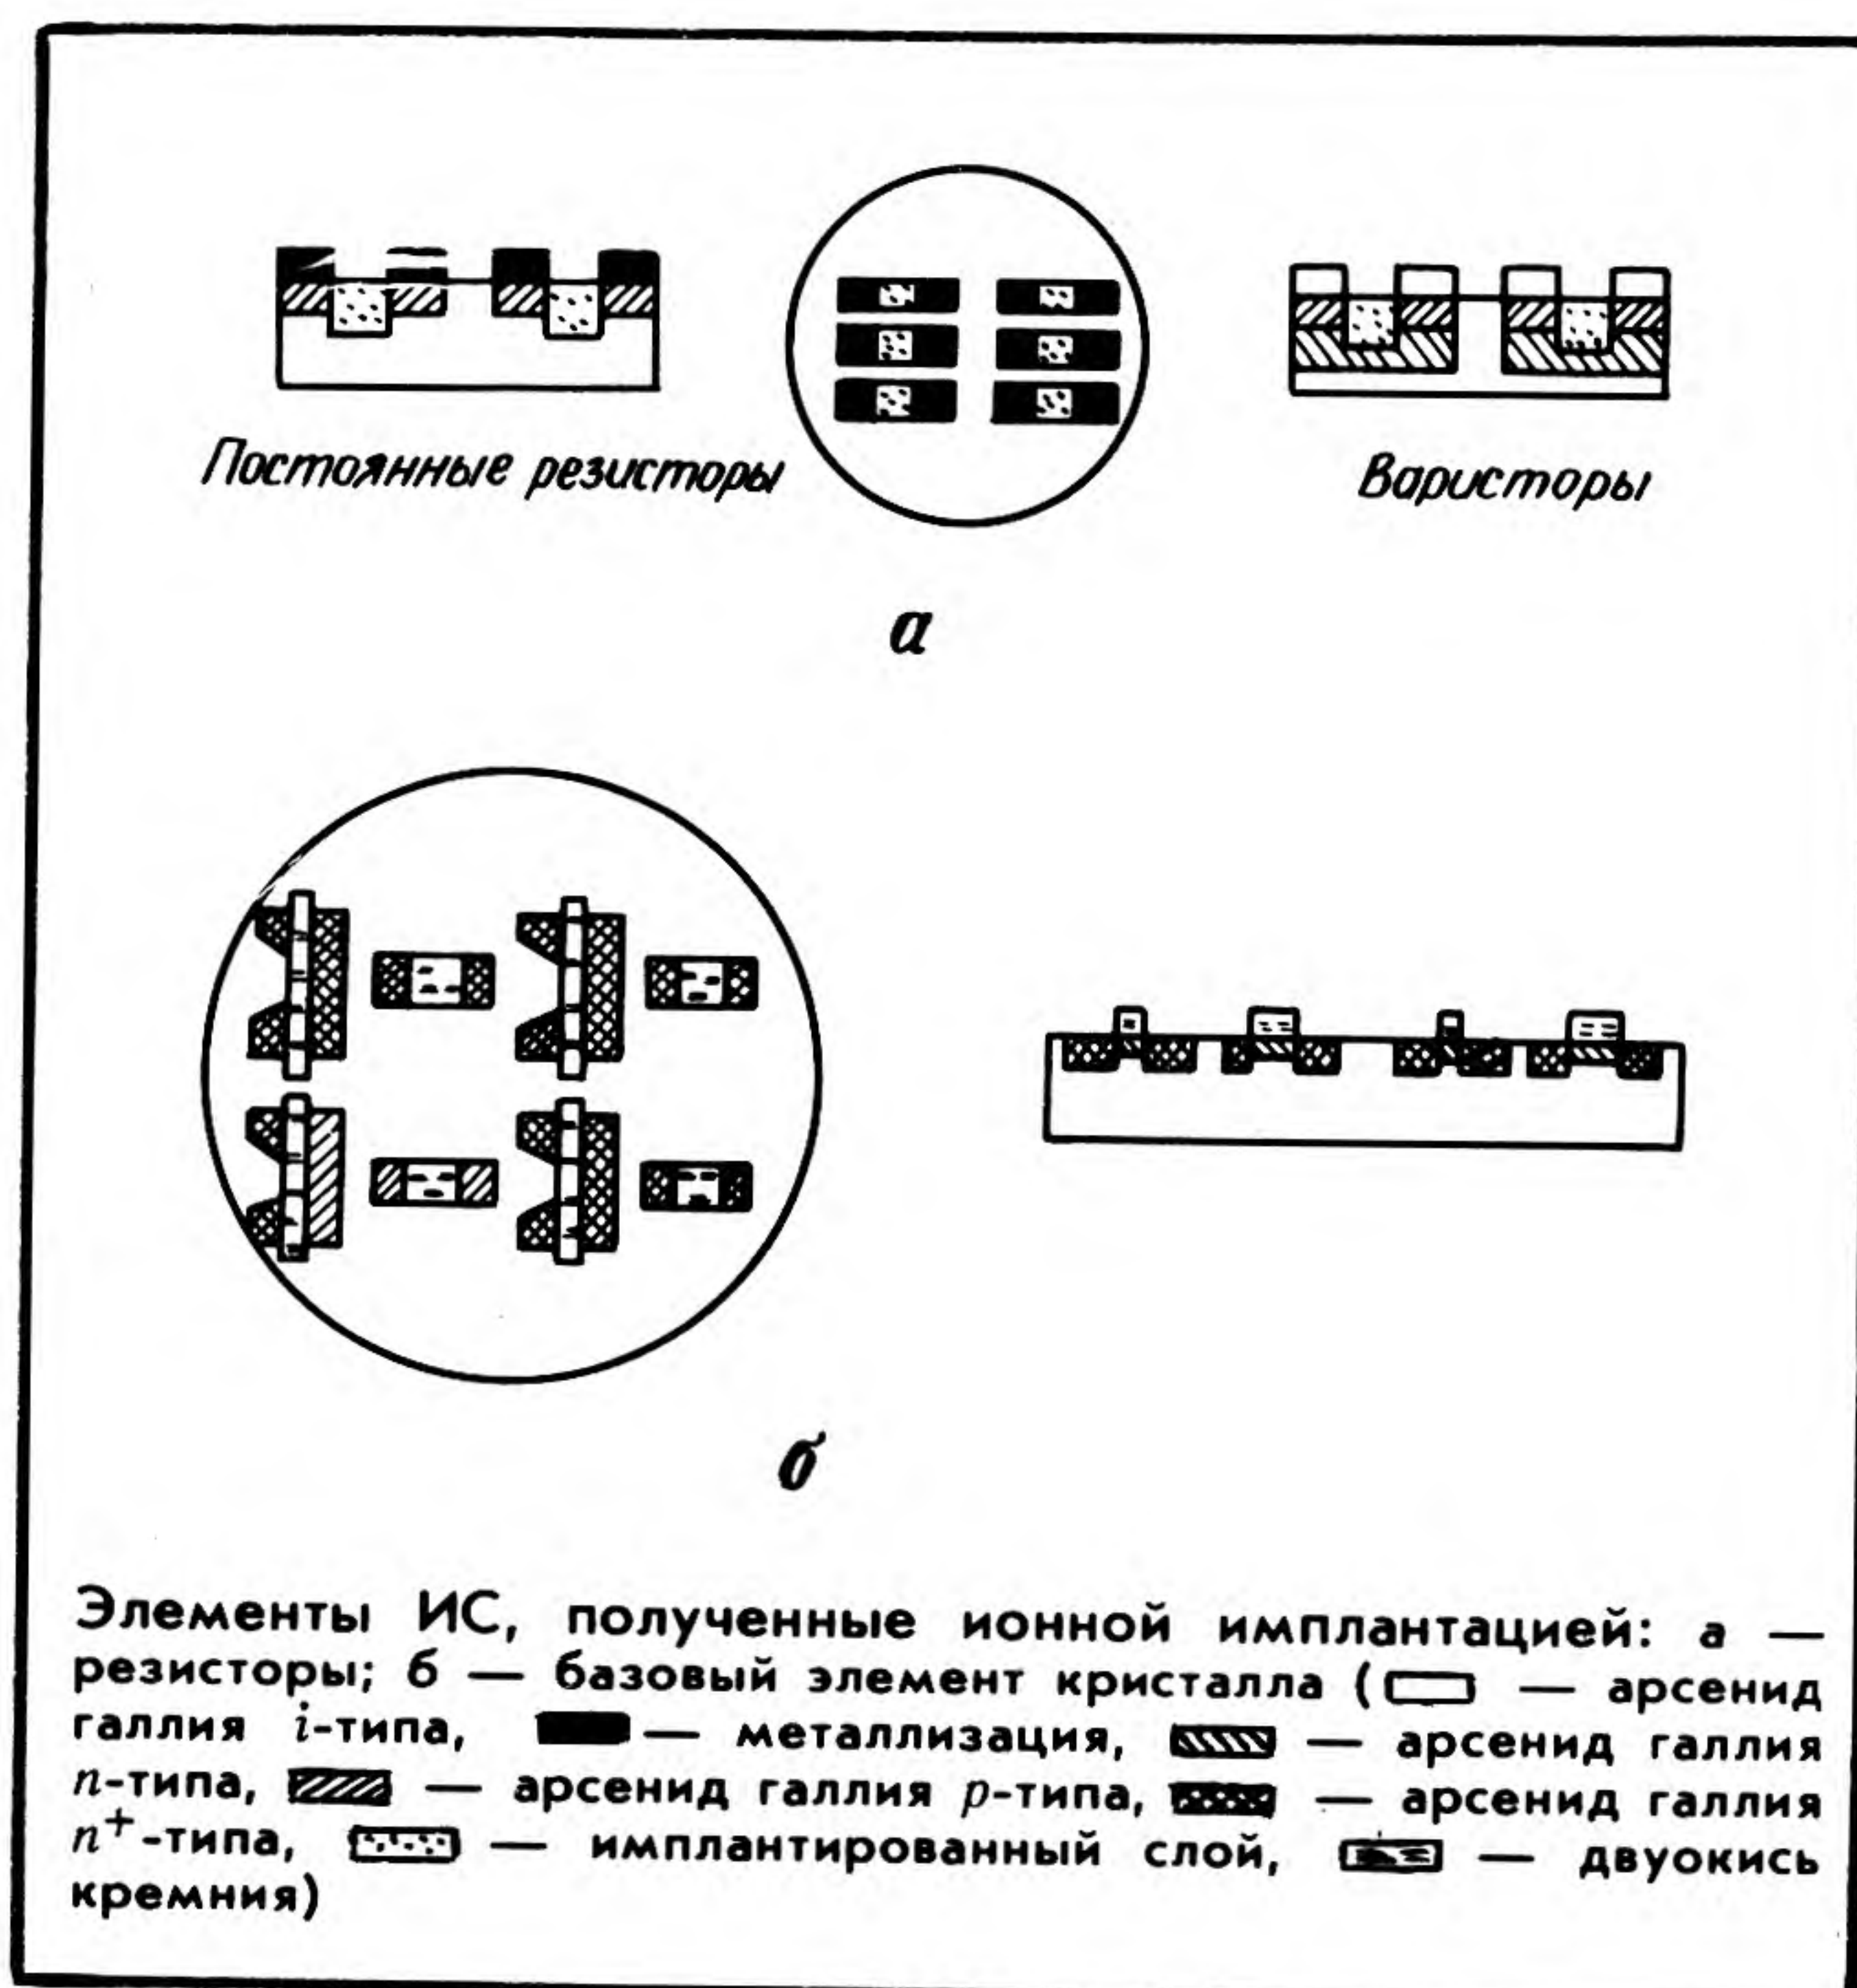 Постоянные резисторы
Варисторы
а
б
Элементы ИС, полученные ионной имплантацией: а —
резисторы; б — базовый элемент кристалла ( — арсенид
галлия i-типа, — металлизация, — арсенид галлия
n-типа, — арсенид галлия p-типа, — арсенид галлия
n+-типа, — имплантированный слой, — двуокись
кремния)